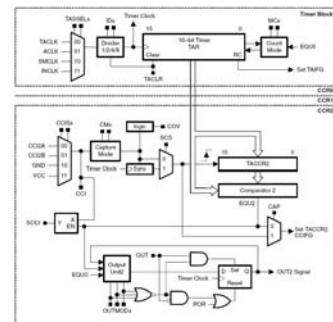 TASSELx IDx Timer Clock Timer Block
15 0 MCx
TACLK 00
ACLK 01 Divider 1/2/4/8 16-bit Timer TAR Count Mode EQU0
SMCLK 10 Clear RC
INCLK 11
TACLR Set TAIFG
CCR0
CCR1
CCR2
CCISx CMx logic COV SCS
CCI2A 00
CCI2B 01 Capture Mode 0 15 0
GND 10 1 TACCR2
VCC 11 Timer Clock Sync
CCI Comparator 2
EQU2 CAP
SCCI Y A EN 0
1 Set TACCR2 CCIFG
OUT
EQU0 Output Unit2 D Set Q OUT2 Signal
Timer Clock Reset
POR
OUTMODx